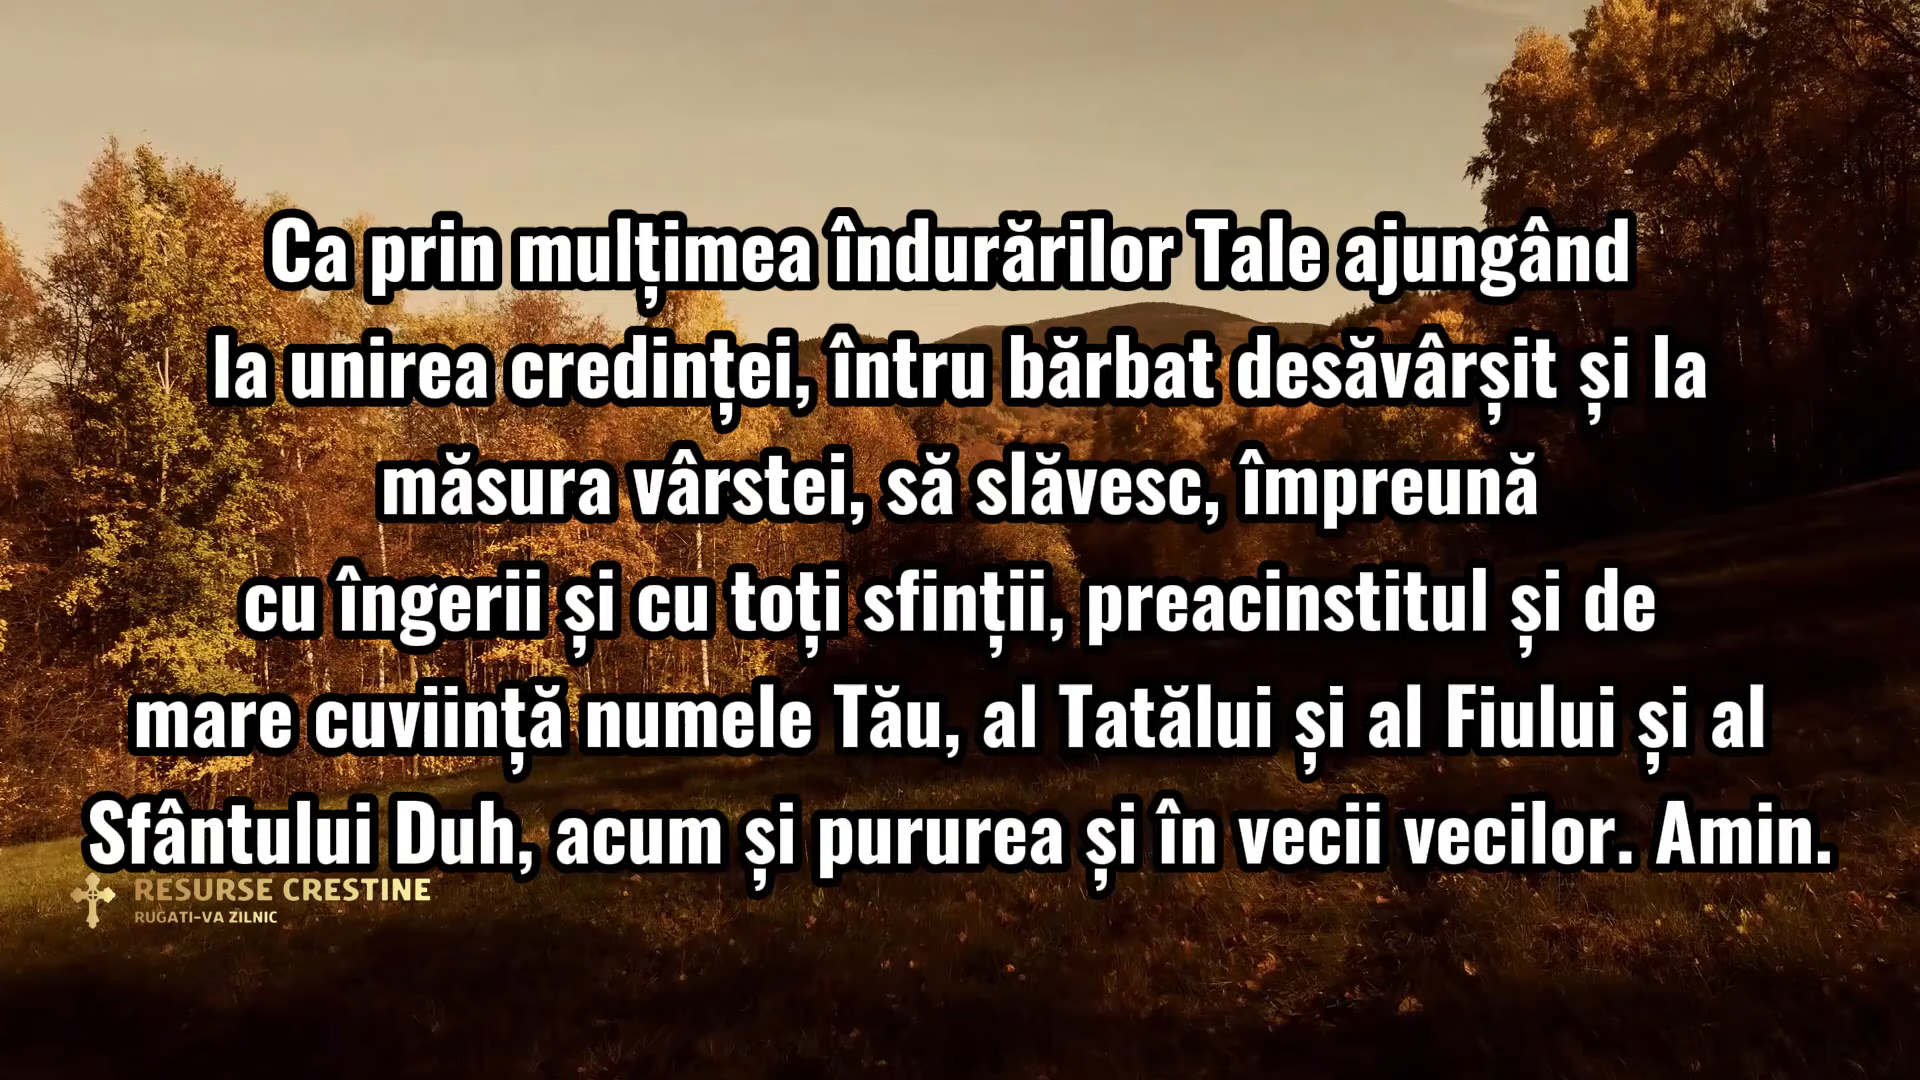 Ca prin mulțimea îndurărilor Tale ajungând
la unirea credinței, întru bărbat desăvârșit și la
măsura vârstei, să slăvesc, împreună
cu îngerii și cu toți sfinții, preacinstitul și de
mare cuviință numele Tău, al Tatălui și al Fiului și al
Sfântului Duh, acum și pururea și în vecii vecilor. Amin.
RESURSE CRESTINE
RUGATI-VA ZILNIC